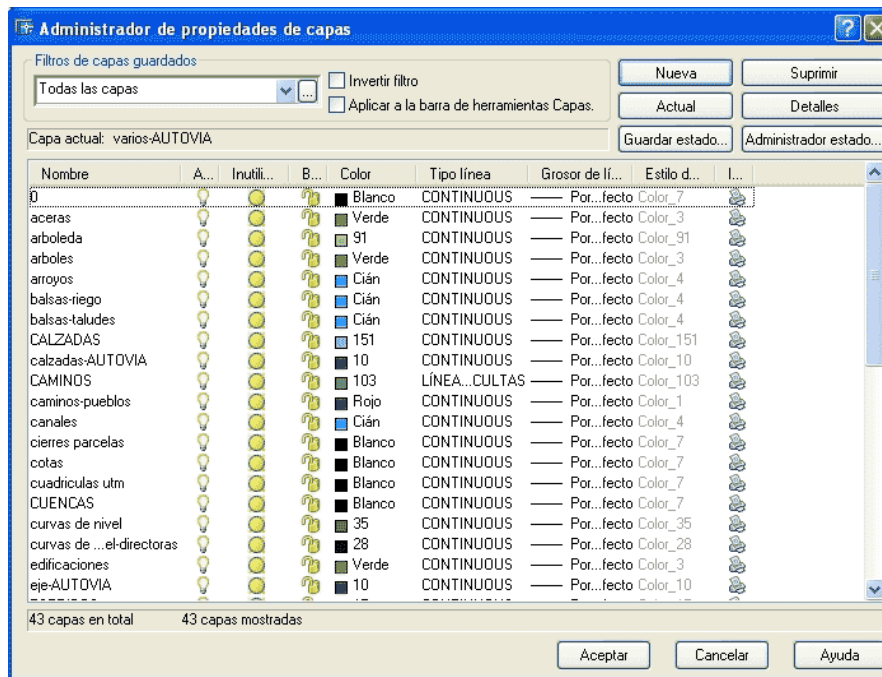 Administrador de propiedades de capas
Filtros de capas guardados
Todas las capas
...
Invertir filtro
Aplicar a la barra de herramientas Capas.
Nueva
Suprimir
Actual
Detalles
Capa actual: varios-AUTOVIA
Guardar estado...
Administrador estado...
Nombre A... Inutili... B... Color Tipo línea Grosor de lí... Estilo d... I...
0 Blanco CONTINUOUS Por...fecto Color_7
aceras Verde CONTINUOUS Por...fecto Color_3
arboleda 91 CONTINUOUS Por...fecto Color_91
arboles Verde CONTINUOUS Por...fecto Color_3
arroyos Cián CONTINUOUS Por...fecto Color_4
balsas-riego Cián CONTINUOUS Por...fecto Color_4
balsas-taludes Cián CONTINUOUS Por...fecto Color_4
CALZADAS 151 CONTINUOUS Por...fecto Color_151
calzadas-AUTOVIA 10 CONTINUOUS Por...fecto Color_10
CAMINOS 103 LÍNEA...CULTAS Por...fecto Color_103
caminos-pueblos Rojo CONTINUOUS Por...fecto Color_1
canales Cián CONTINUOUS Por...fecto Color_4
cierres parcelas Blanco CONTINUOUS Por...fecto Color_7
cotas Blanco CONTINUOUS Por...fecto Color_7
cuadriculas utm Blanco CONTINUOUS Por...fecto Color_7
CUENCAS Blanco CONTINUOUS Por...fecto Color_7
curvas de nivel 35 CONTINUOUS Por...fecto Color_35
curvas de ...el-directoras 28 CONTINUOUS Por...fecto Color_28
edificaciones Verde CONTINUOUS Por...fecto Color_3
eje-AUTOVIA 10 CONTINUOUS Por...fecto Color_10
43 capas en total 43 capas mostradas
Aceptar
Cancelar
Ayuda